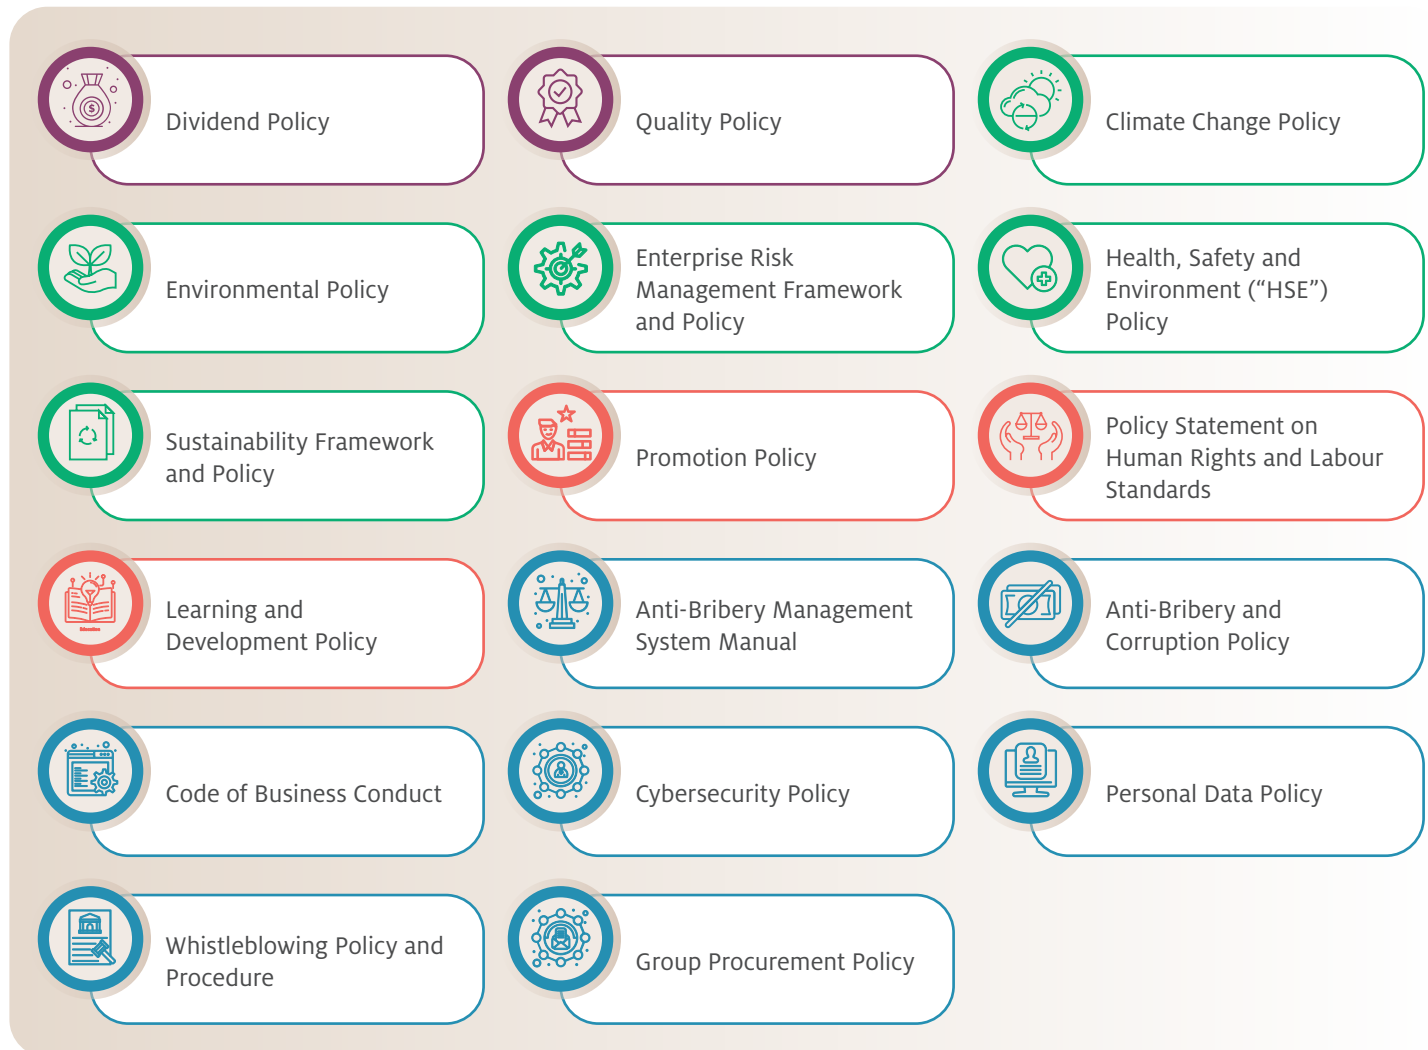 Dividend Policy
Quality Policy
Climate Change Policy
Environmental Policy
Enterprise Risk
Management Framework
and Policy
Health, Safety and
Environment (“HSE”)
Policy
Sustainability Framework
and Policy
Promotion Policy
Policy Statement on
Human Rights and Labour
Standards
Learning and
Development Policy
Anti-Bribery Management
System Manual
Anti-Bribery and
Corruption Policy
Code of Business Conduct
Cybersecurity Policy
Personal Data Policy
Whistleblowing Policy and
Procedure
Group Procurement Policy